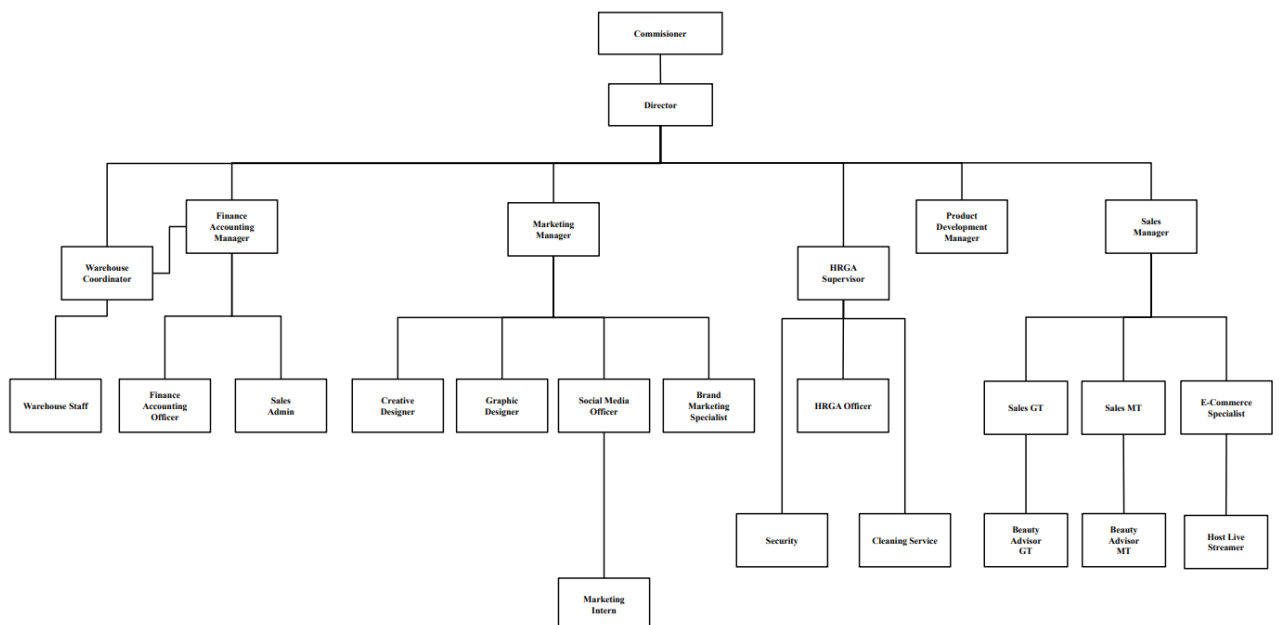 Commisioner
Director
Finance
Accounting
Manager
Marketing
Manager
Product
Development
Manager
Sales
Manager
Warehouse
Coordinator
HRGA
Supervisor
Warehouse Staff
Finance
Accounting
Officer
Sales
Admin
Creative
Designer
Graphic
Designer
Social Media
Officer
Brand
Marketing
Specialist
HRGA Officer
Sales GT
Sales MT
E-Commerce
Specialist
Security
Cleaning Service
Beauty
Advisor
GT
Beauty
Advisor
MT
Host Live
Streamer
Marketing
Intern